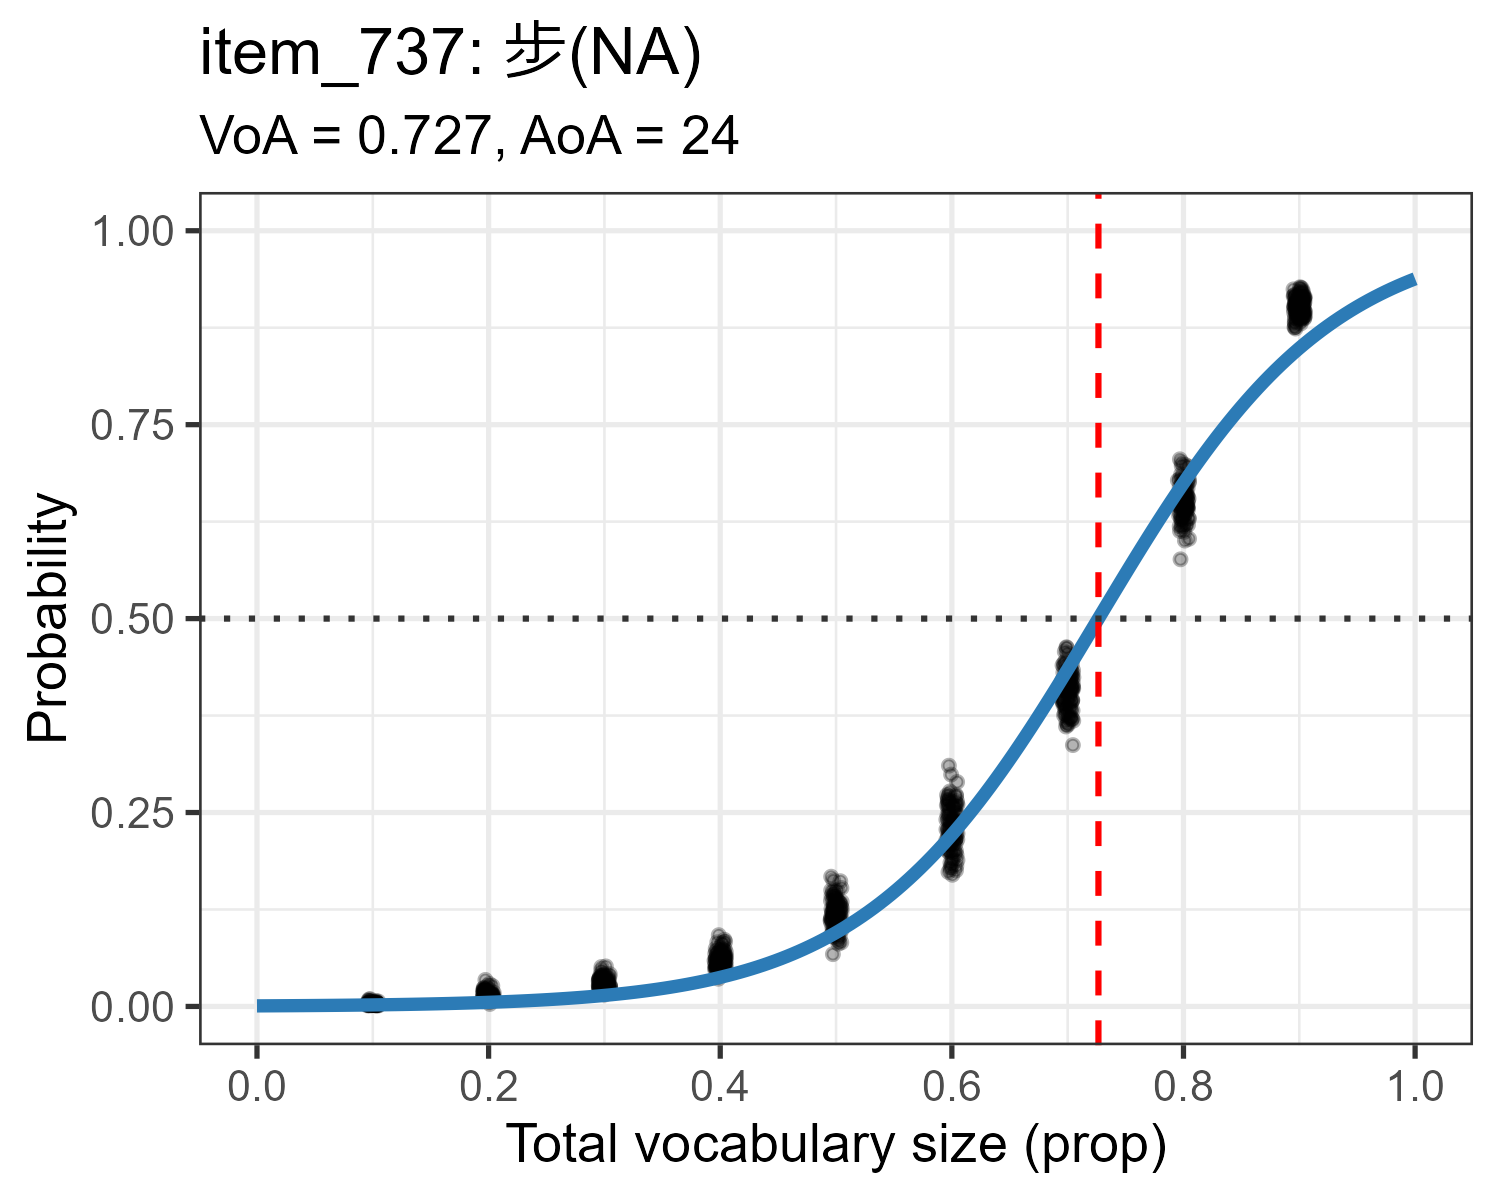 item_737: 歩(NA)
VoA = 0.727, AoA = 24
1.00
0.75
0.50
0.25
0.00
Probability
0.0 0.2 0.4 0.6 0.8 1.0
Total vocabulary size (prop)